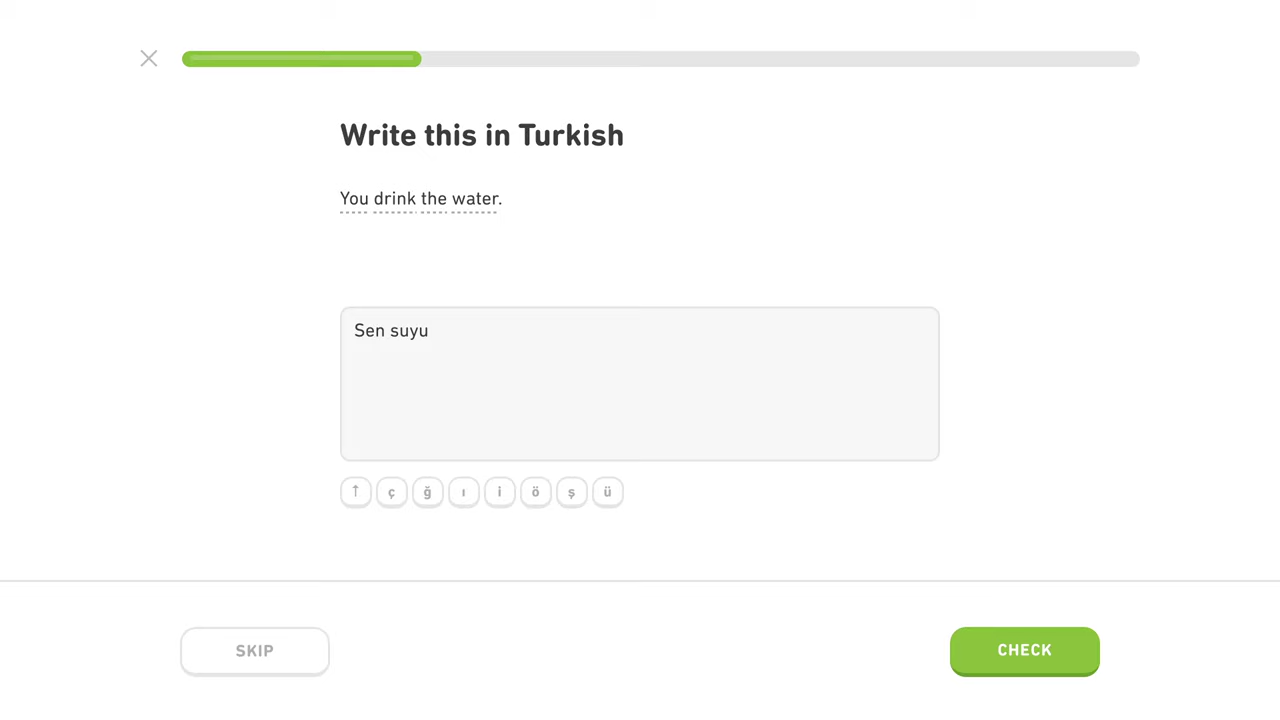 Write this in Turkish
You drink the water.
Sen suyu
↑ ç ğ ı i ö ş ü
SKIP
CHECK